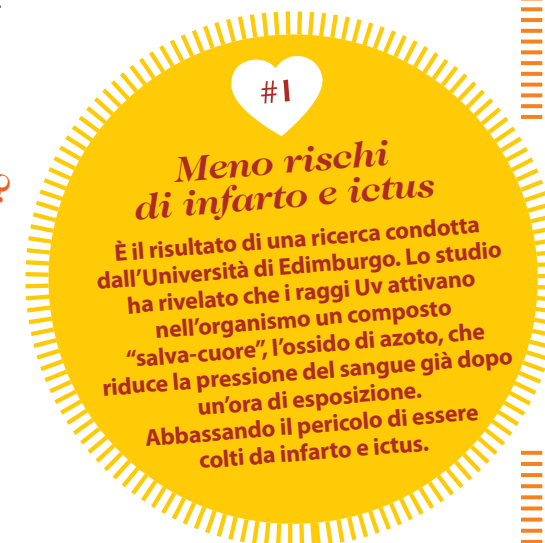 #1
Meno rischi
di infarto e ictus
È il risultato di una ricerca condotta
dall’Università di Edimburgo. Lo studio
ha rivelato che i raggi Uv attivano
nell’organismo un composto
“salva-cuore”, l’ossido di azoto, che
riduce la pressione del sangue già dopo
un’ora di esposizione.
Abbassando il pericolo di essere
colti da infarto e ictus.